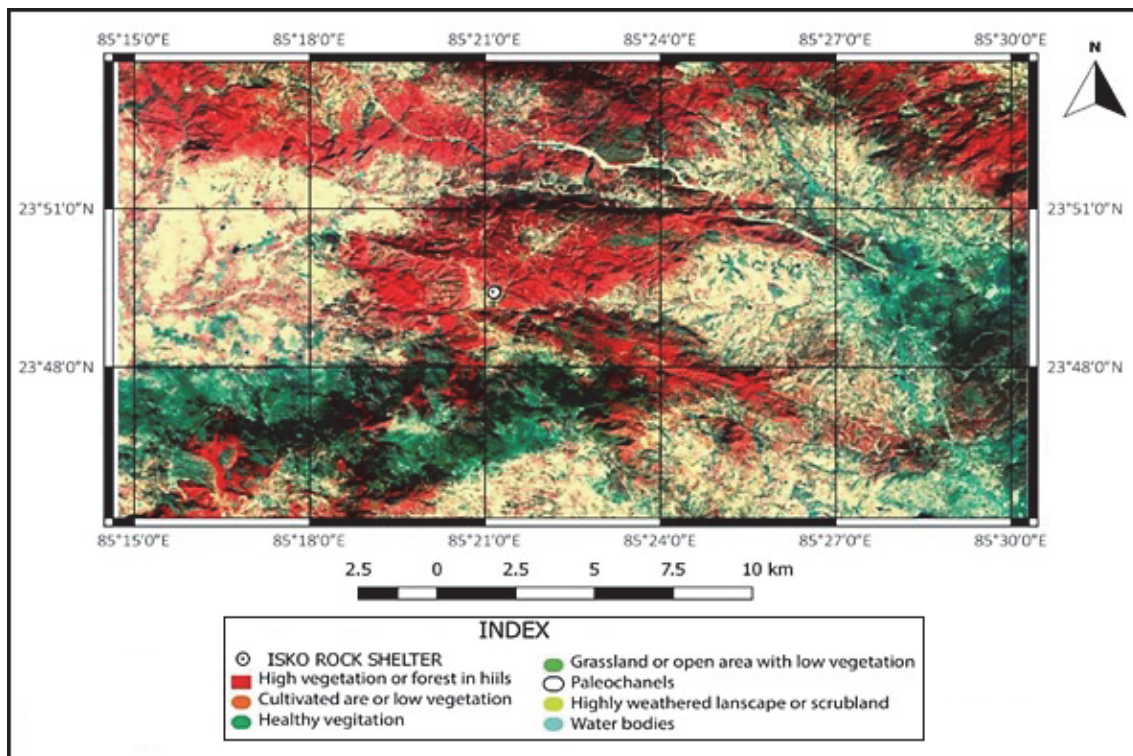 85°15'0"E 85°18'0"E 85°21'0"E 85°24'0"E 85°27'0"E 85°30'0"E
N
23°51'0"N 23°51'0"N
23°48'0"N 23°48'0"N
85°15'0"E 85°18'0"E 85°21'0"E 85°24'0"E 85°27'0"E 85°30'0"E
2.5 0 2.5 5 7.5 10 km
INDEX
ISKO ROCK SHELTER
High vegetation or forest in hiils
Cultivated are or low vegetation
Healthy vegitation
Grassland or open area with low vegetation
Paleochanels
Highly weathered lanscape or scrubland
Water bodies